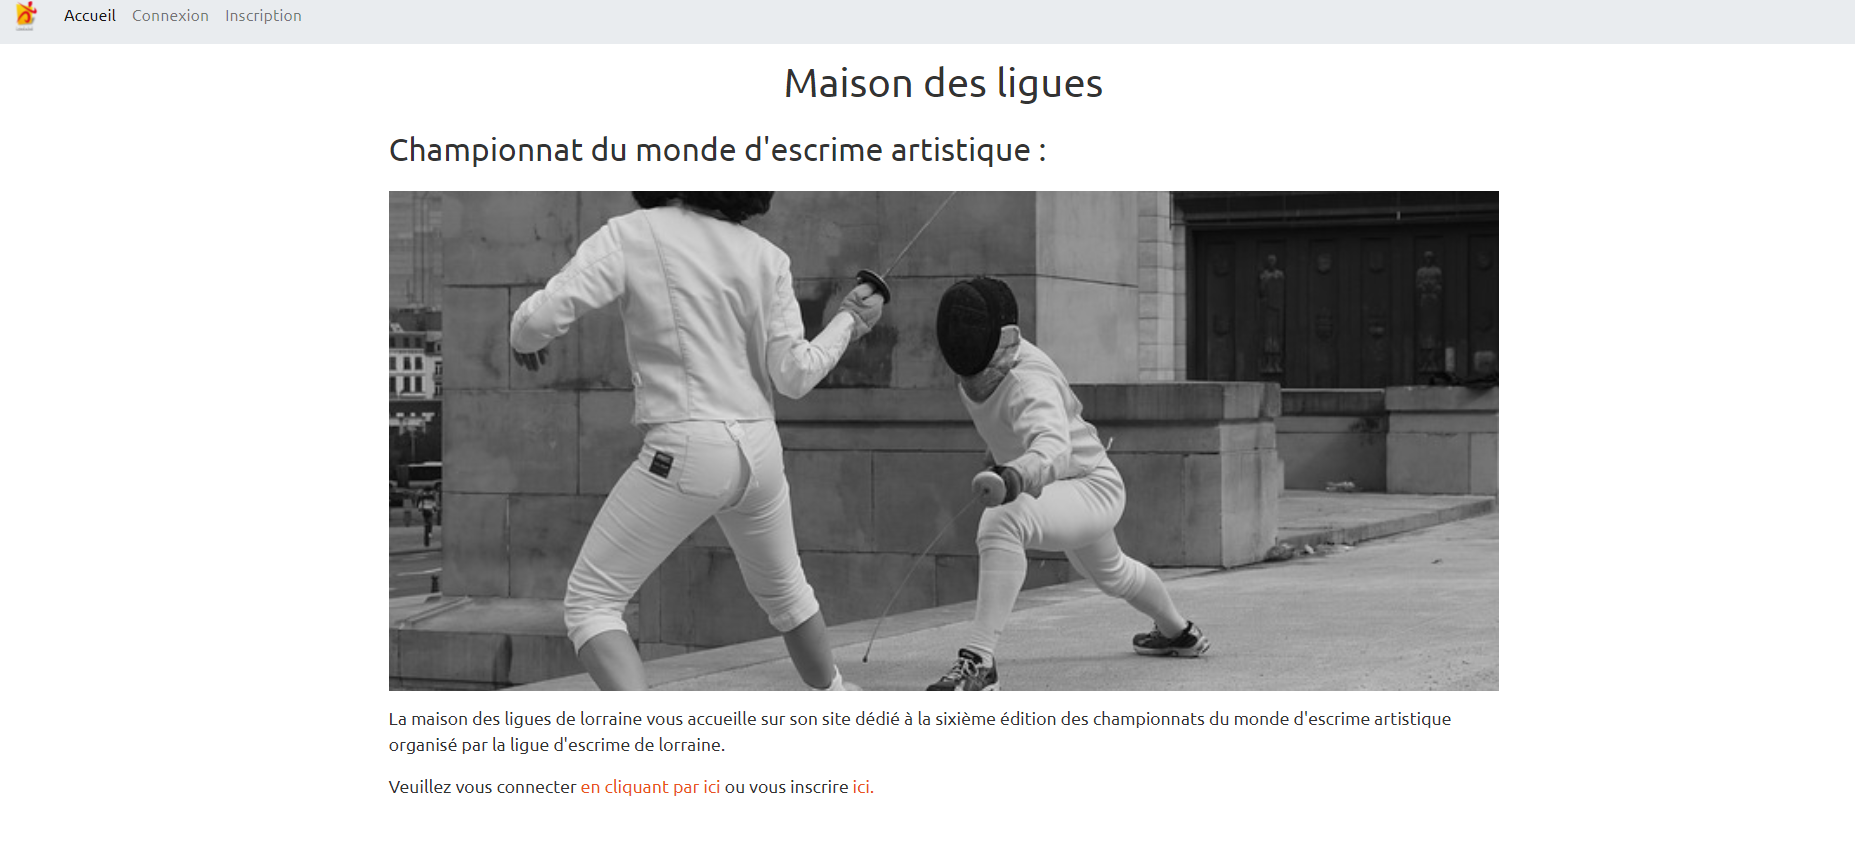 Accueil Connexion Inscription
Maison des ligues
Championnat du monde d'escrime artistique :
La maison des ligues de lorraine vous accueille sur son site dédié à la sixième édition des championnats du monde d'escrime artistique
organisé par la ligue d'escrime de lorraine.
Veuillez vous connecter en cliquant par ici ou vous inscrire ici.